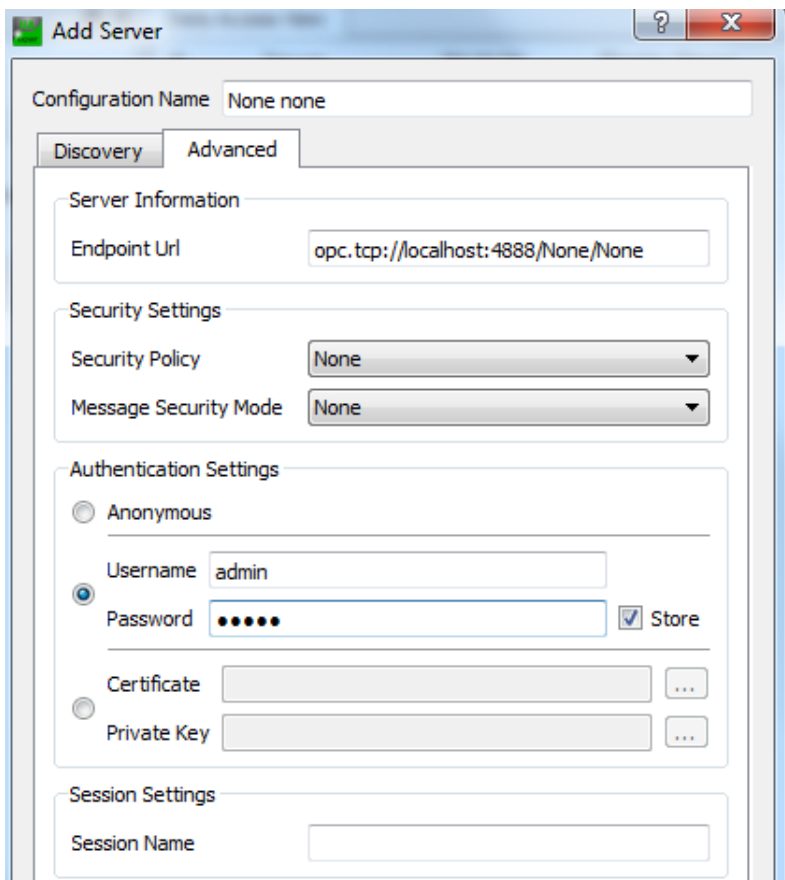 Add Server
Configuration Name None none
Discovery Advanced
Server Information
Endpoint Url opc.tcp://localhost:4888/None/None
Security Settings
Security Policy None
Message Security Mode None
Authentication Settings
Anonymous
Username admin
Password ●●●●● Store
Certificate ...
Private Key ...
Session Settings
Session Name